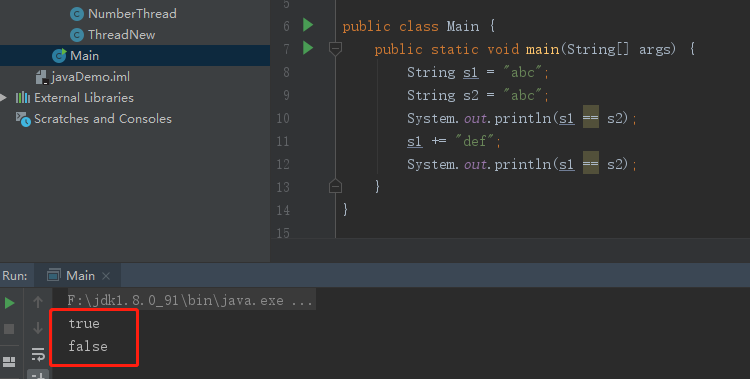 NumberThread
ThreadNew
Main
javaDemo.iml
External Libraries
Scratches and Consoles
5
6 public class Main {
7 public static void main(String[] args) {
8 String s1 = "abc";
9 String s2 = "abc";
10 System.out.println(s1 == s2);
11 s1 += "def";
12 System.out.println(s1 == s2);
13 }
14 }
15
Run: Main ×
F:\jdk1.8.0_91\bin\java.exe ...
true
false